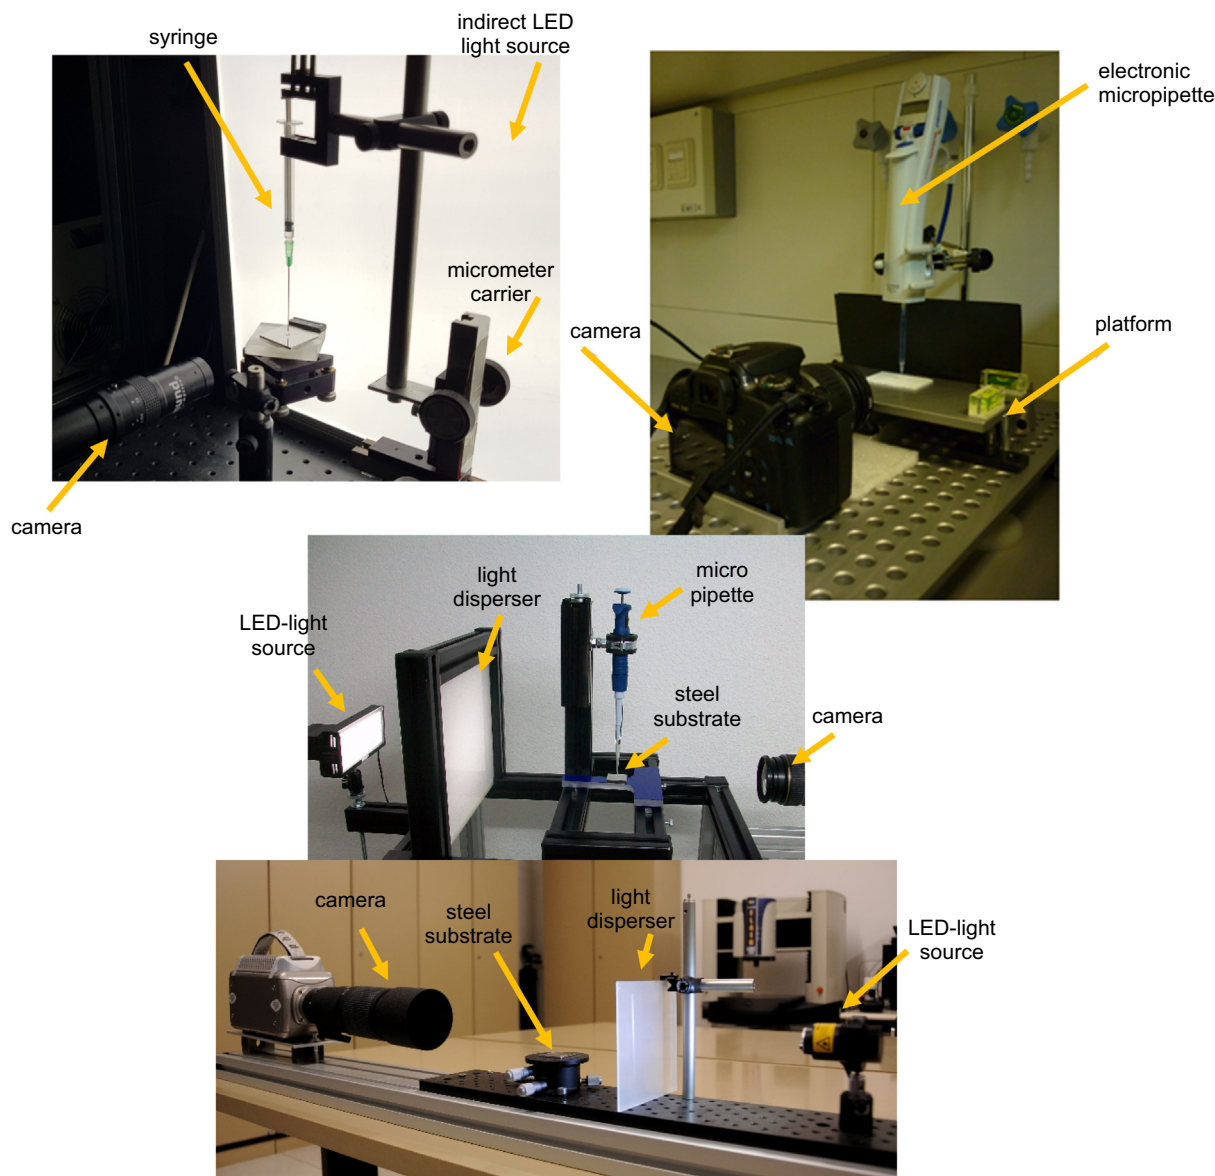 syringe
indirect LED
light source
electronic
micropipette
micrometer
carrier
camera
platform
camera
light
disperser
micro
pipette
LED-light
source
steel
substrate
camera
camera
steel
substrate
light
disperser
LED-light
source